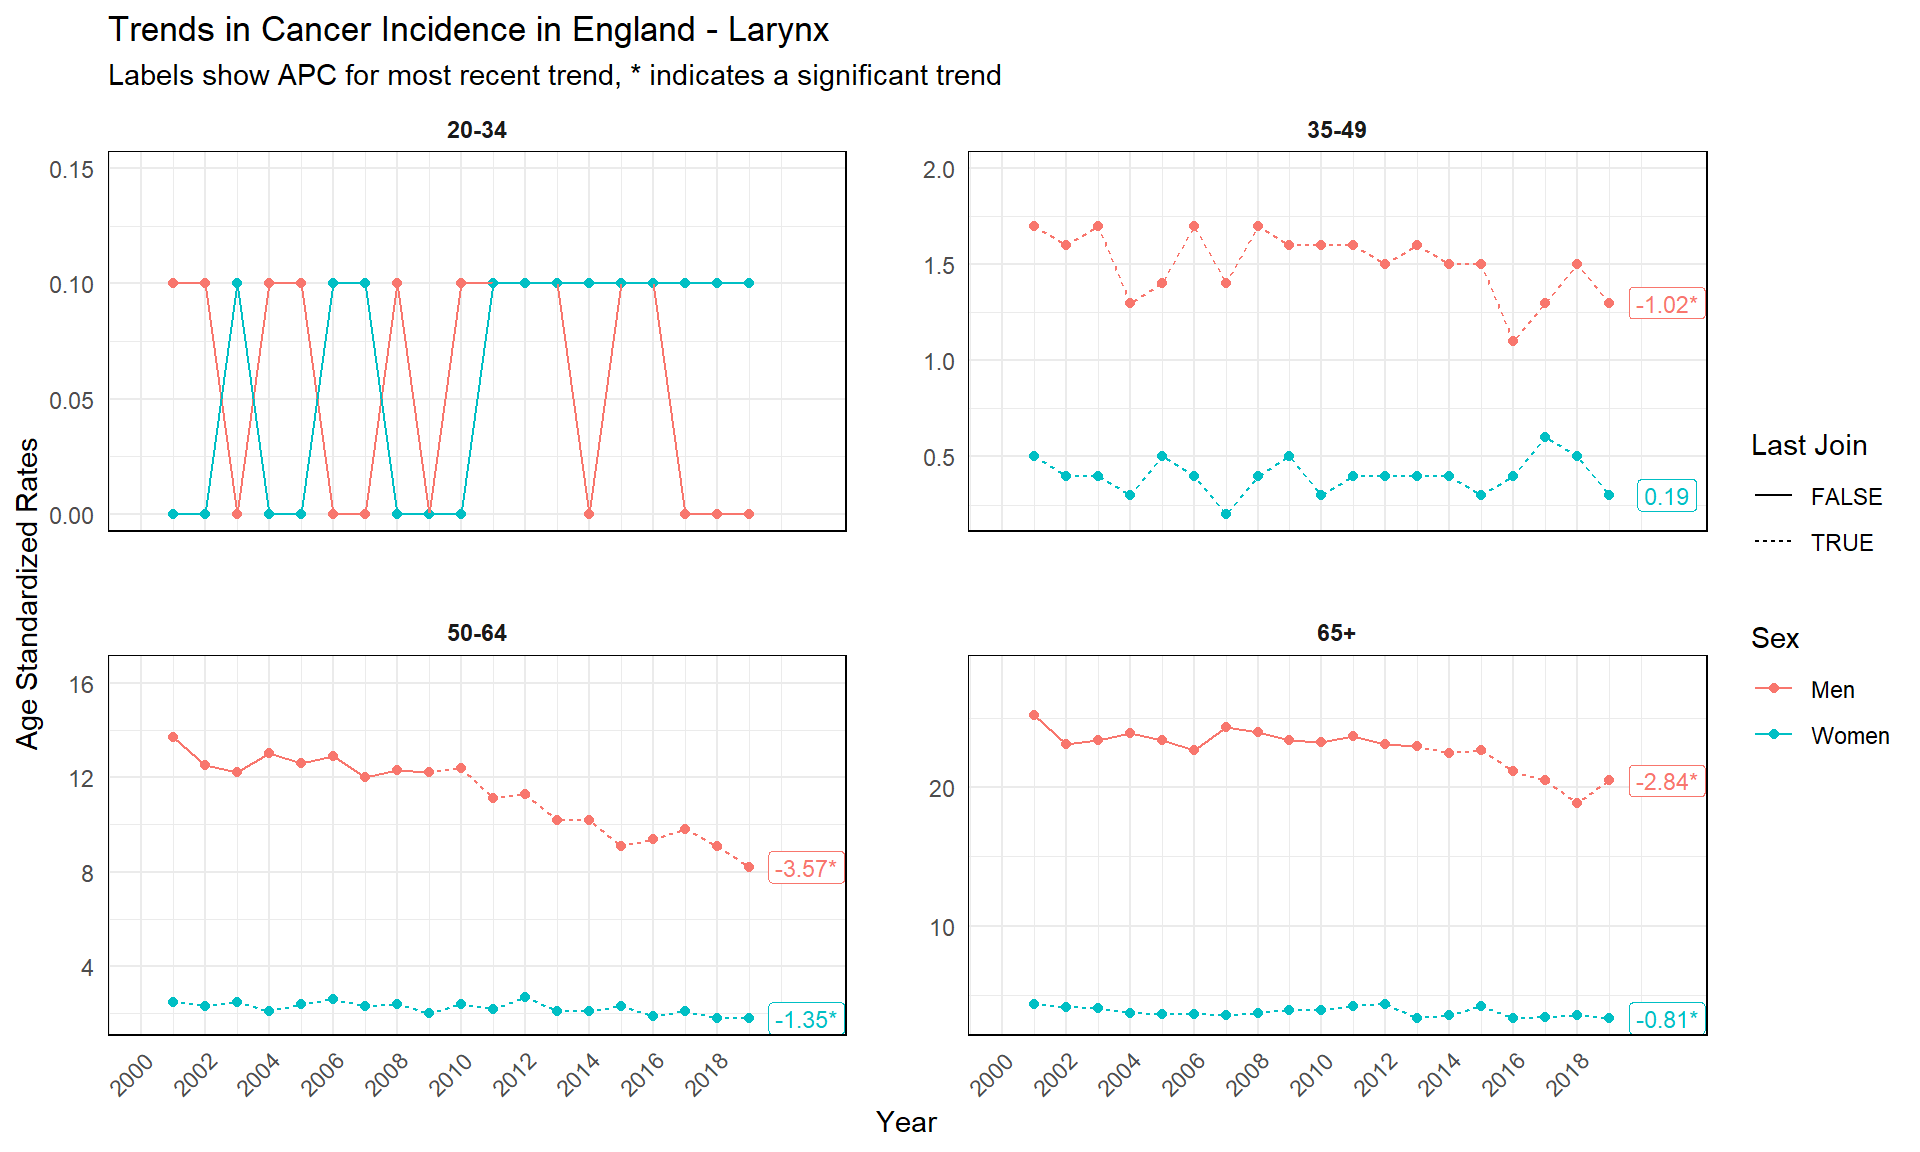 Trends in Cancer Incidence in England - Larynx
Labels show APC for most recent trend, * indicates a significant trend
20-34
35-49
0.15
0.10
0.05
0.00
2.0
1.5
1.0
0.5
-1.02*
0.19
50-64
65+
16
12
8
4
20
10
-3.57*
-1.35*
-2.84*
-0.81*
2000 2002 2004 2006 2008 2010 2012 2014 2016 2018
2000 2002 2004 2006 2008 2010 2012 2014 2016 2018
Year
Age Standardized Rates
Last Join
FALSE
TRUE
Sex
Men
Women